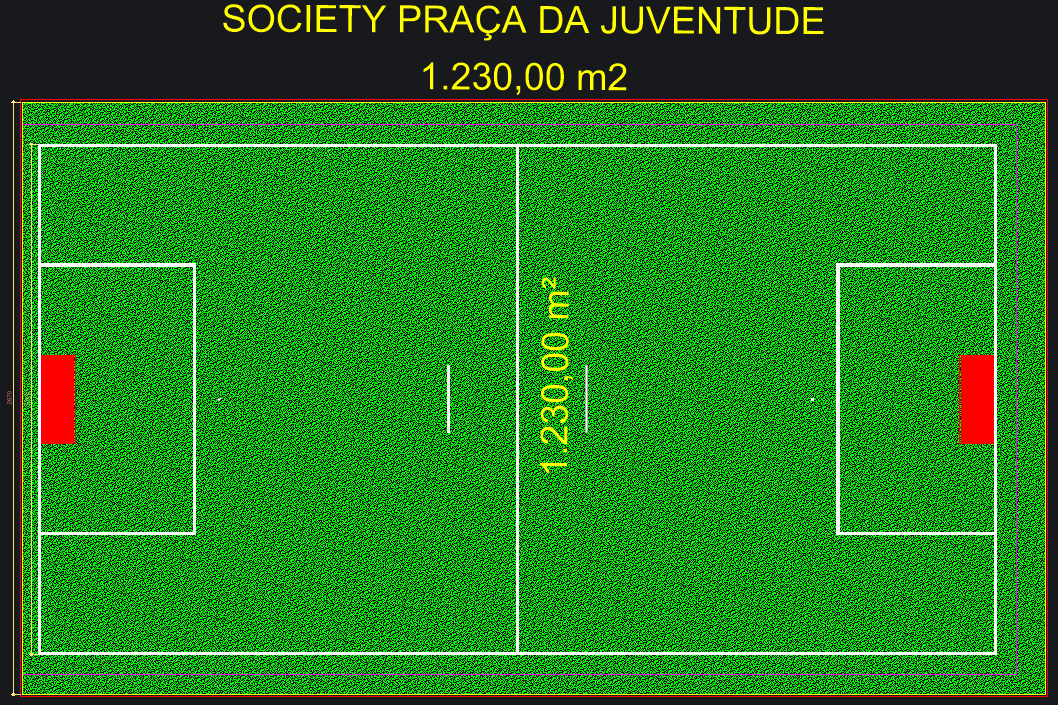 SOCIETY PRAÇA DA JUVENTUDE
1.230,00 m2
1.230,00 m²